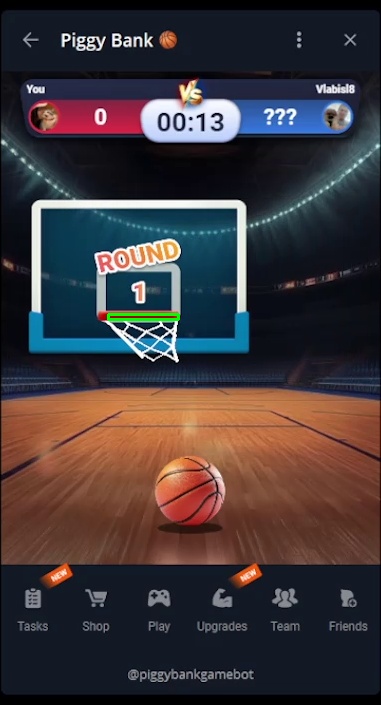 Piggy Bank 🏀
You
VS
Vlabisl8
0
00:13
???
ROUND
1
NEW
NEW
Tasks
Shop
Play
Upgrades
Team
Friends
@piggybankgamebot